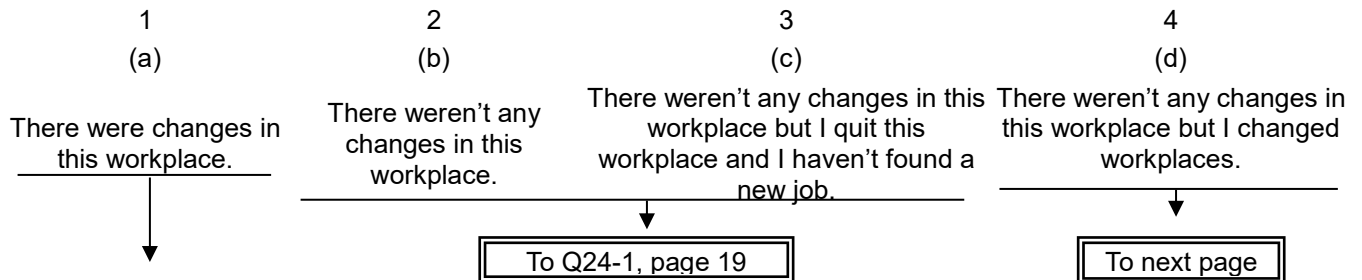 1 2 3 4
(a) (b) (c) (d)
There were changes in
this workplace.
There weren't any
changes in this
workplace.
There weren't any changes in this
workplace but I quit this
workplace and I haven't found a
new job.
There weren't any changes in
this workplace but I changed
workplaces.
To Q24-1, page 19
To next page